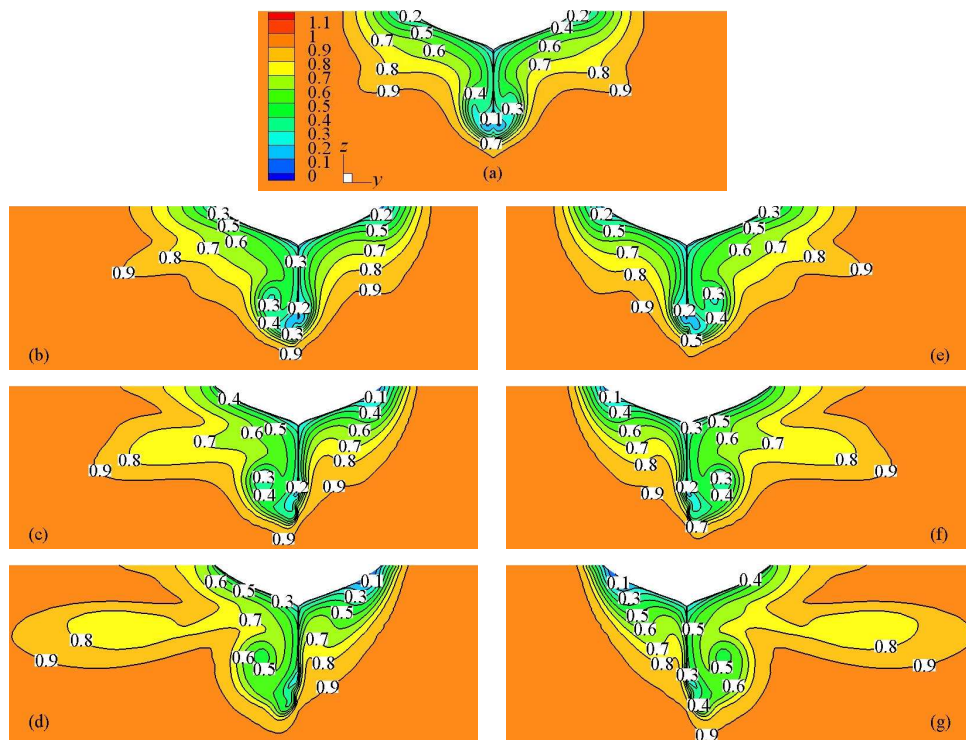 1.1
1
0.9
0.8
0.7
0.6
0.5
0.4
0.3
0.2
0.1
0
z
y
0.2 0.2
0.7 0.5 0.4
0.6 0.6
0.7
0.8 0.8
0.9 0.4 0.3 0.9
0.1
0.7
(a)
0.3 0.2
0.5 0.5
0.7 0.6 0.7
0.8 0.3 0.8
0.9 0.9
0.3 0.2
0.4 0.3
0.9
(b)
0.2 0.3
0.5 0.5
0.7 0.6 0.7
0.8 0.8
0.9 0.9
0.3
0.2 0.4
0.5
(e)
0.4 0.1
0.4
0.6 0.5 0.6
0.7 0.7
0.8 0.8
0.9 0.3 0.2 0.9
0.4
0.9
(c)
0.1
0.4 0.3 0.5
0.6 0.6
0.7 0.7
0.8 0.8
0.9 0.2 0.3 0.9
0.4
0.7
(f)
0.6 0.5 0.3 0.1
0.3
0.5
0.7 0.7
0.8 0.8
0.9 0.6 0.5 0.9
(d)
0.1 0.4
0.3
0.5 0.5
0.6
0.7
0.8 0.5 0.8
0.9 0.3 0.6 0.9
0.4
0.9
(g)